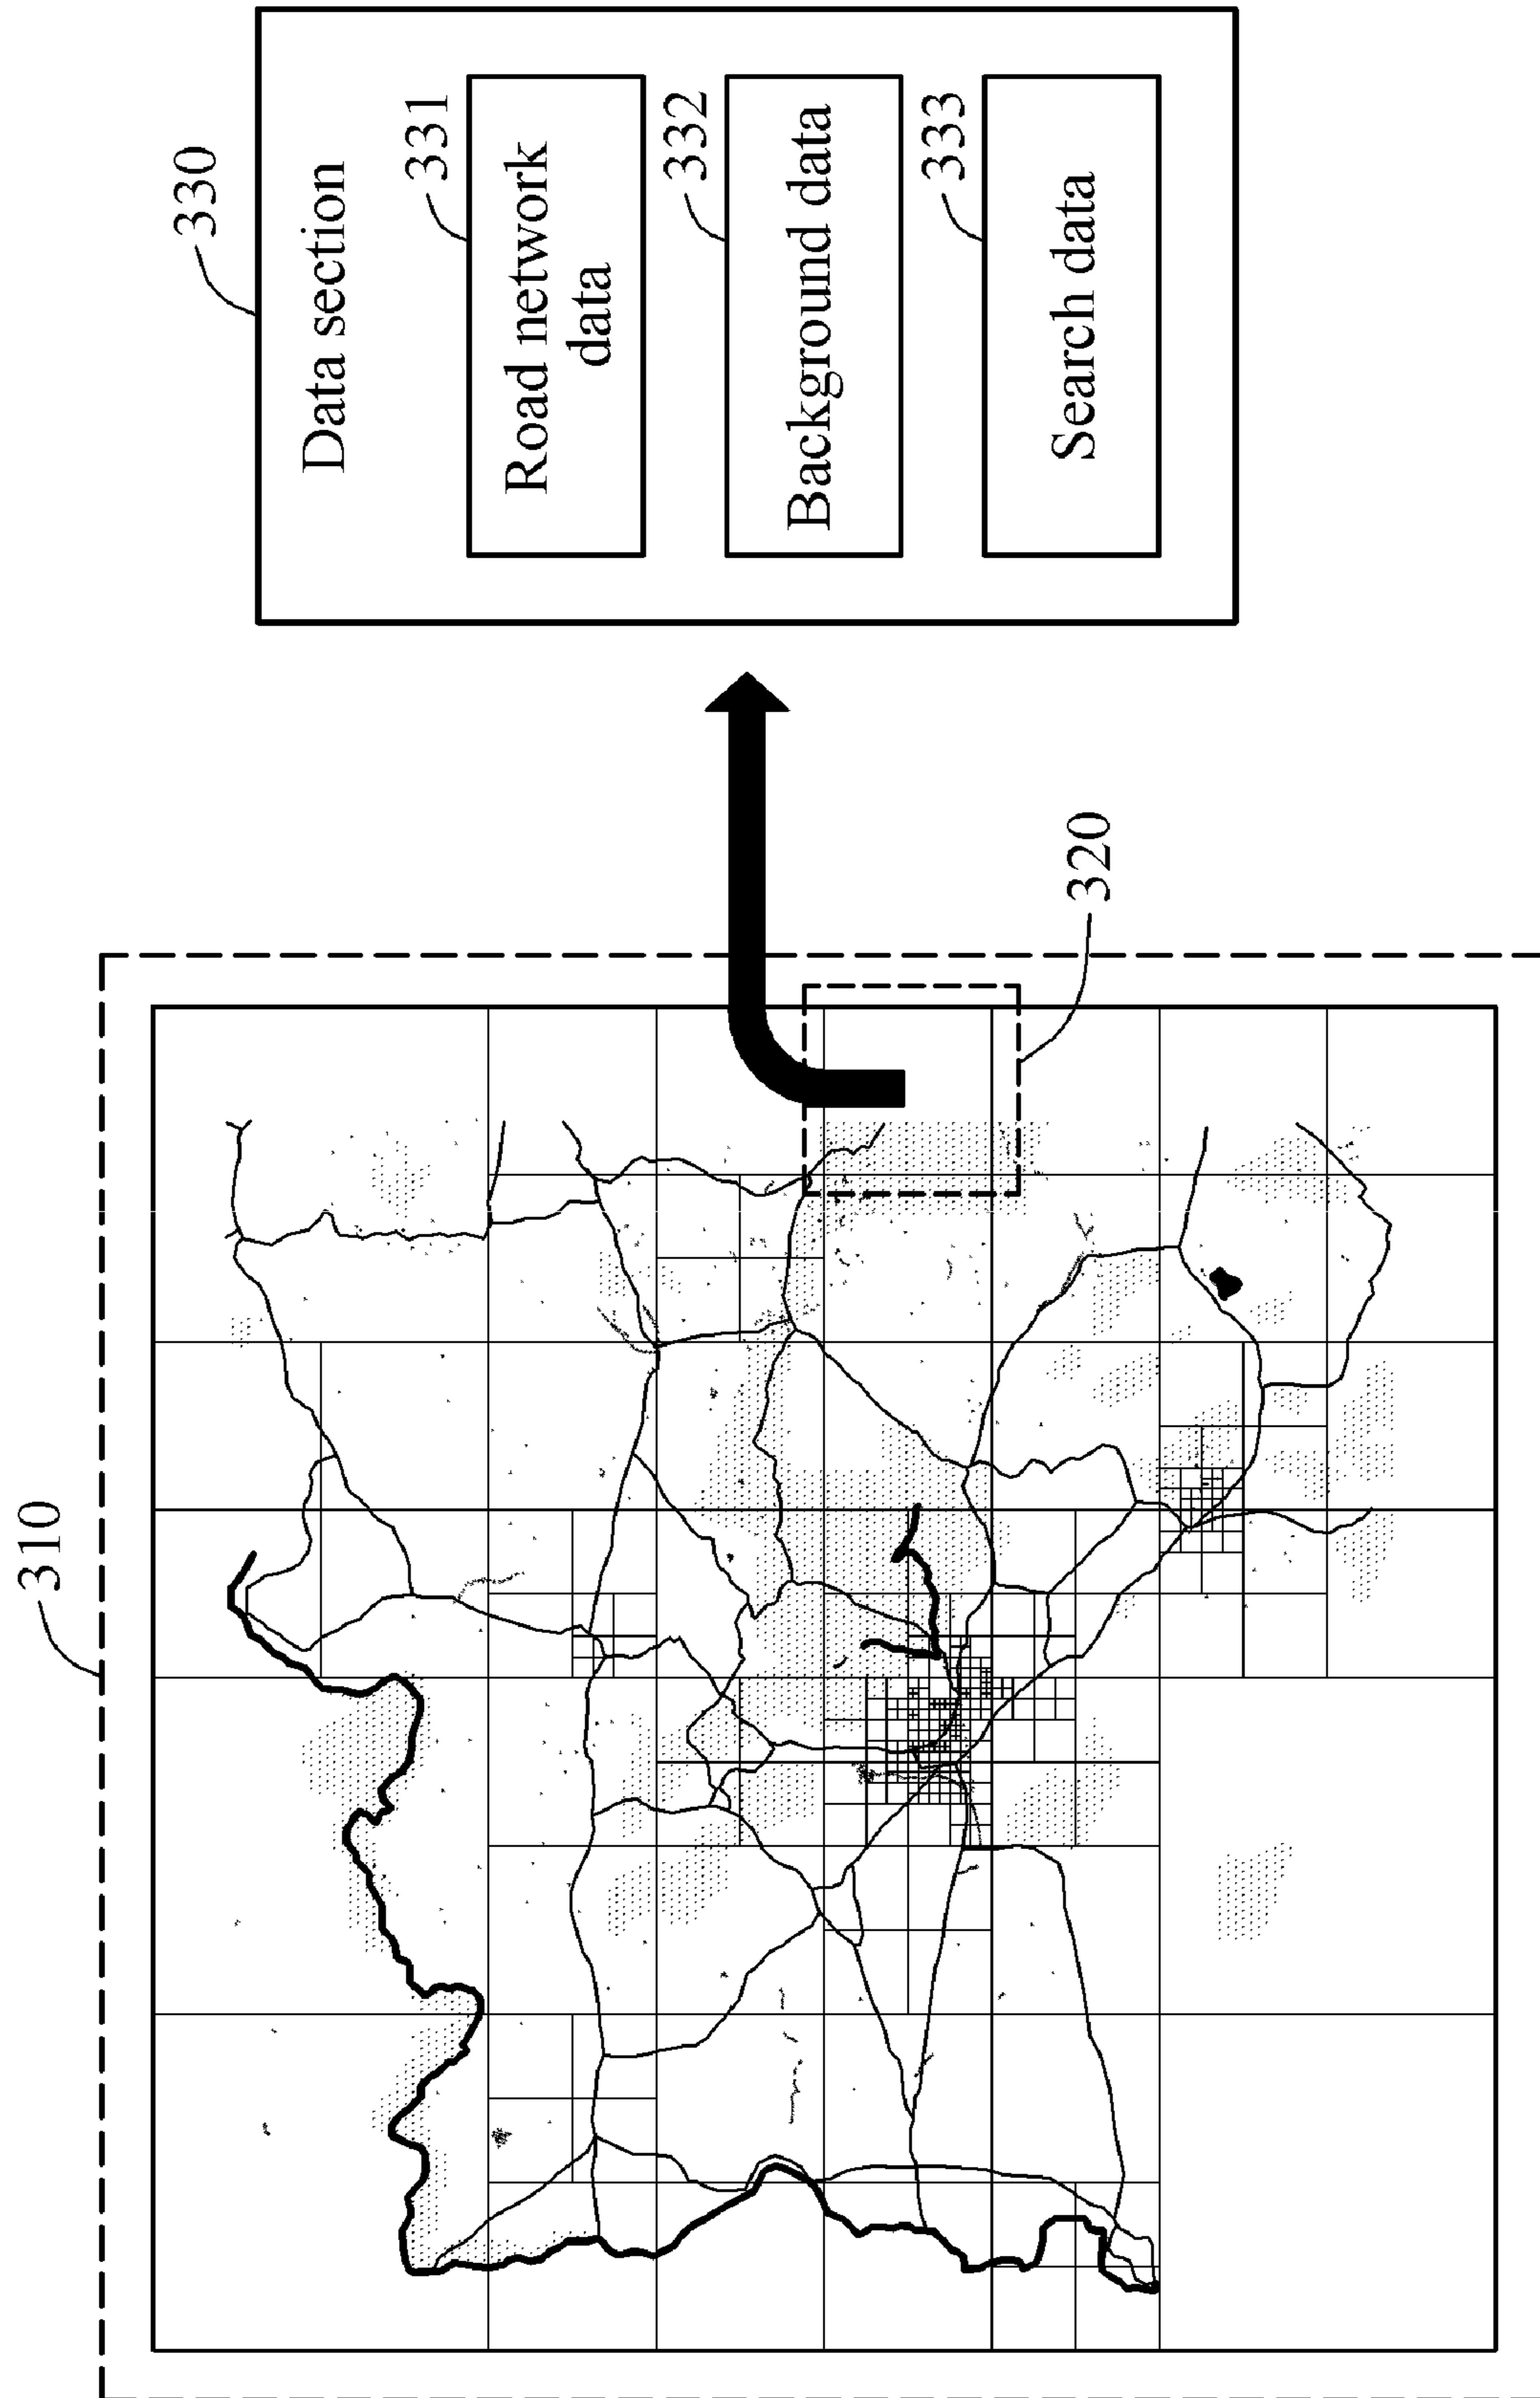 310
320
330
Data section
331
Road network
data
332
Background data
333
Search data